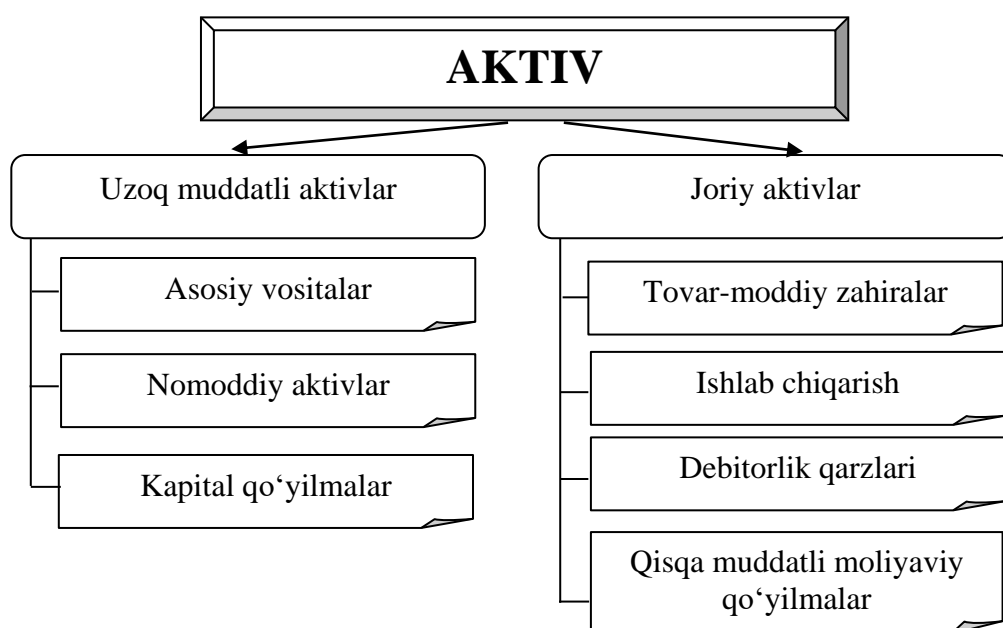 AKTIV
Uzoq muddatli aktivlar
Asosiy vositalar
Nomoddiy aktivlar
Kapital qo‘yilmalar
Joriy aktivlar
Tovar-moddiy zahiralar
Ishlab chiqarish
Debitorlik qarzlari
Qisqa muddatli moliyaviy
qo‘yilmalar